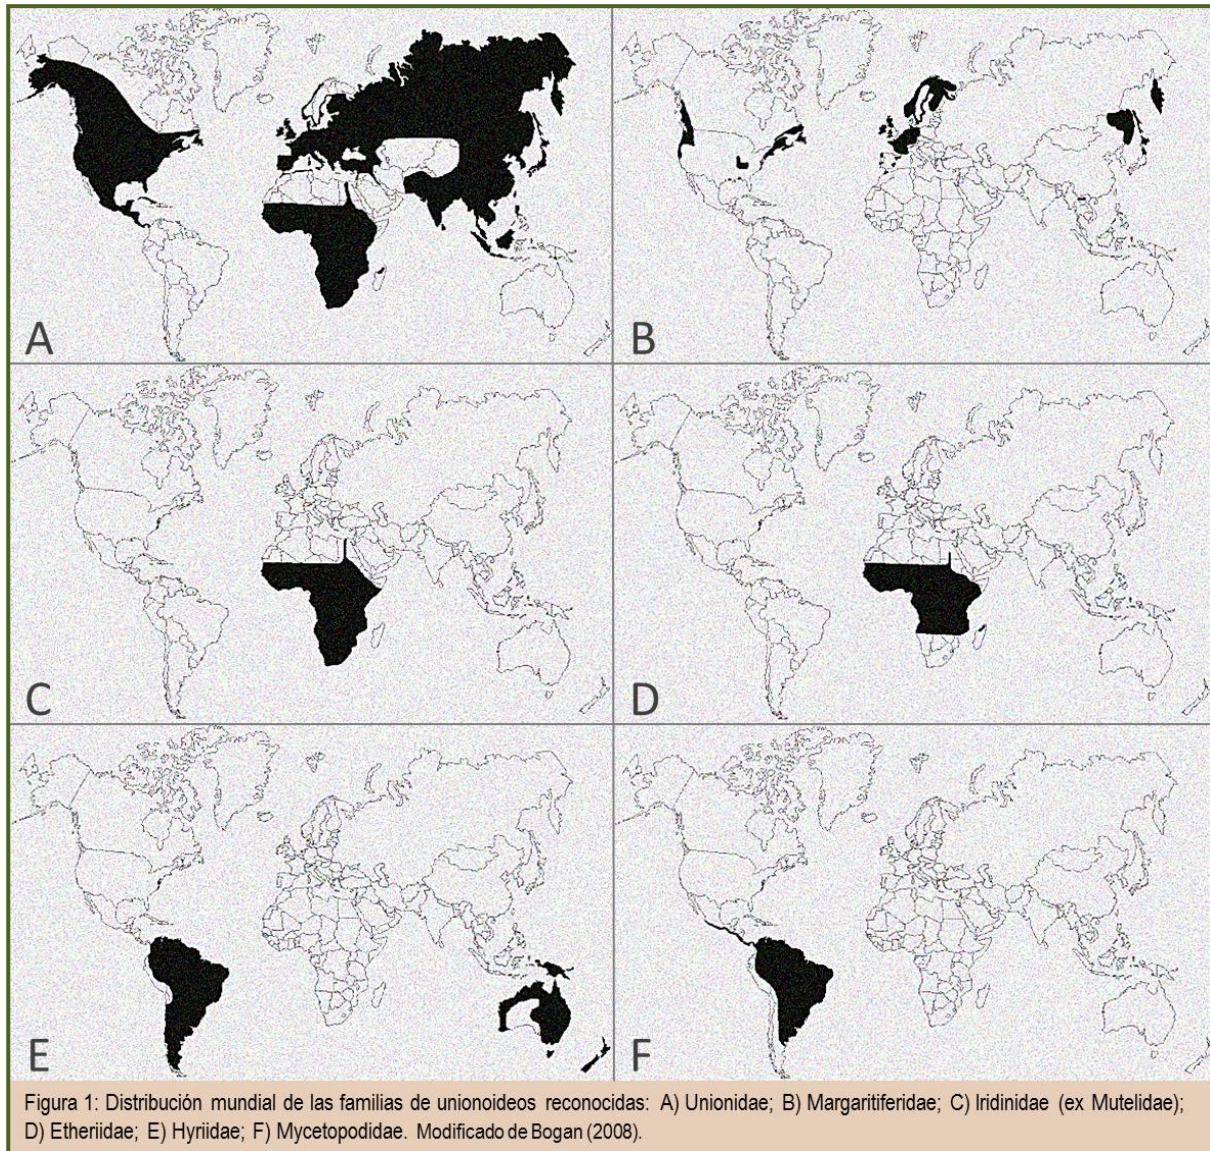 A
B
C
D
E
F
Figura 1: Distribución mundial de las familias de unionoideos reconocidas: A) Unionidae; B) Margaritiferidae; C) Iridinidae (ex Mutelidae);
D) Etheriidae; E) Hyriidae; F) Mycetopodidae. Modificado de Bogan (2008).